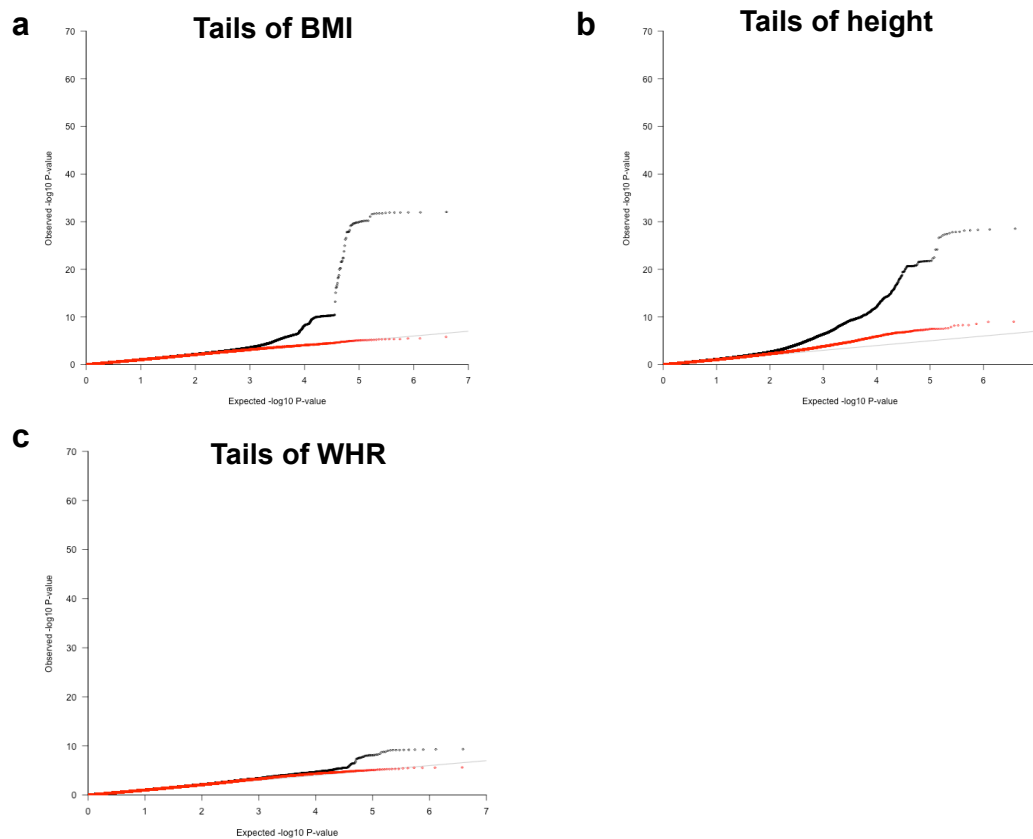 a
Tails of BMI
70
60
50
40
30
20
10
0
Observed -log10 P-value
0 1 2 3 4 5 6 7
Expected -log10 P-value
b
Tails of height
70
60
50
40
30
20
10
0
Observed -log10 P-value
0 1 2 3 4 5 6
Expected -log10 P-value
c
Tails of WHR
70
60
50
40
30
20
10
0
Observed -log10 P-value
0 1 2 3 4 5 6 7
Expected -log10 P-value